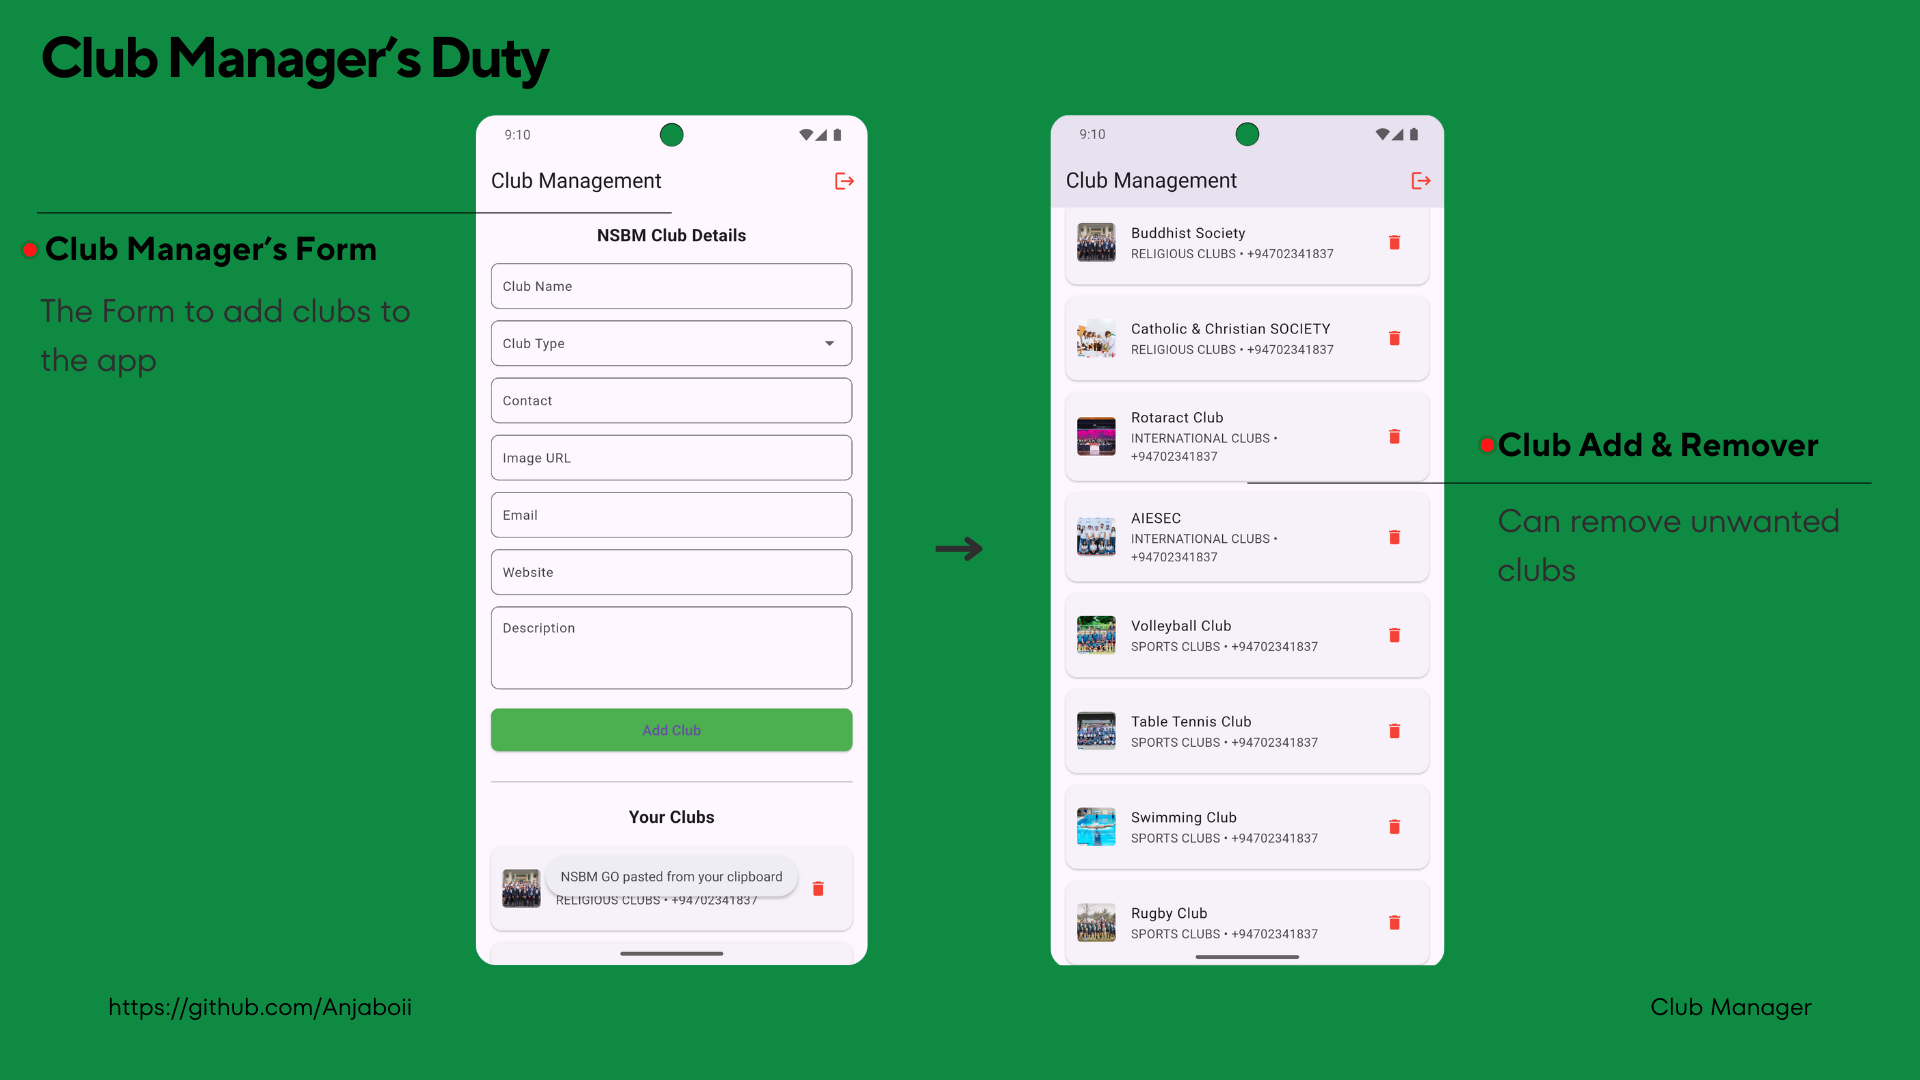 Club Manager’s Duty
9:10
Club Management
NSBM Club Details
Club Name
Club Type
Contact
Image URL
Email
Website
Description
Add Club
Your Clubs
NSBM GO pasted from your clipboard
RELIGIOUS CLUBS • +94702341837
Club Manager’s Form
The Form to add clubs to
the app
9:10
Club Management
Buddhist Society
RELIGIOUS CLUBS • +94702341837
Catholic & Christian SOCIETY
RELIGIOUS CLUBS • +94702341837
Rotaract Club
INTERNATIONAL CLUBS •
+94702341837
AIESEC
INTERNATIONAL CLUBS •
+94702341837
Volleyball Club
SPORTS CLUBS • +94702341837
Table Tennis Club
SPORTS CLUBS • +94702341837
Swimming Club
SPORTS CLUBS • +94702341837
Rugby Club
SPORTS CLUBS • +94702341837
Club Add & Remover
Can remove unwanted
clubs
https://github.com/Anjaboii
Club Manager